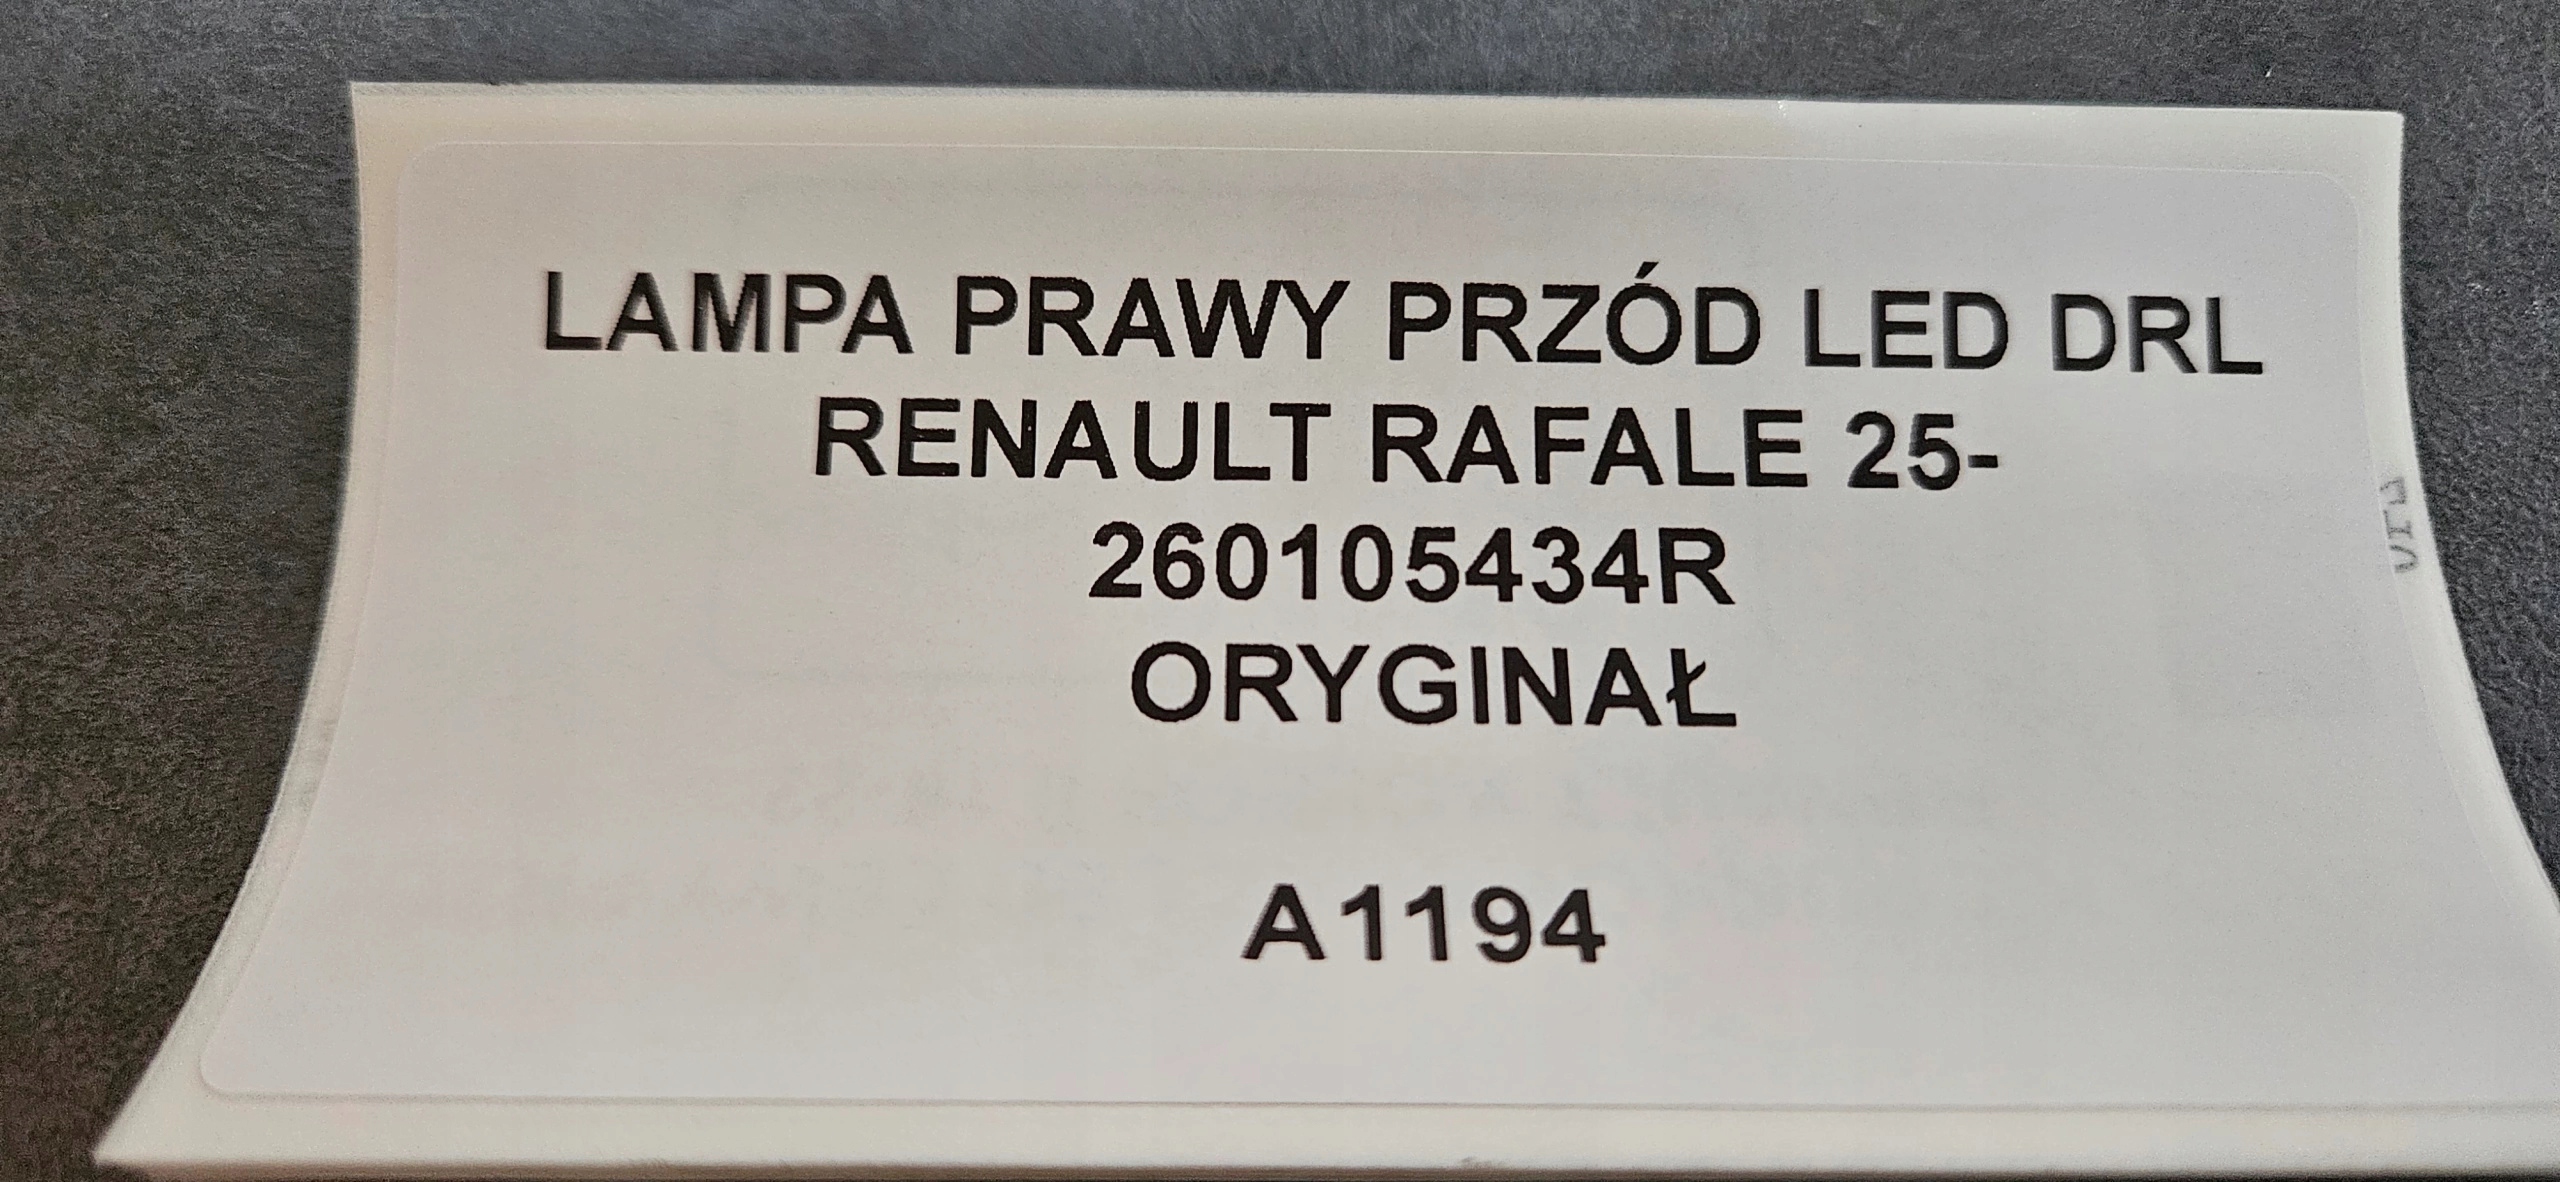 LAMPA PRAWY PRZÓD LED DRL
RENAULT RAFALE 25-
260105434R
ORYGINAŁ
A1194